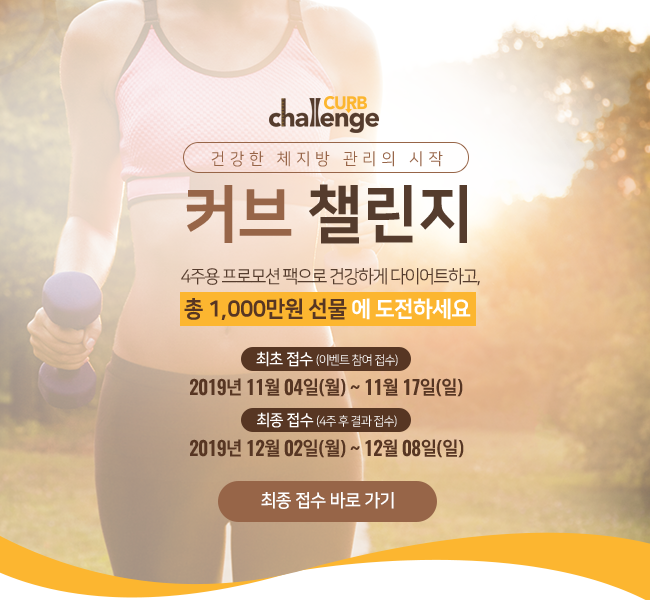 CURB
challenge
건강한 체지방 관리의 시작
커브 챌린지
4주용 프로모션 팩으로 건강하게 다이어트하고,
총 1,000만원 선물 에 도전하세요
최초 접수 (이벤트 참여 접수)
2019년 11월 04일(월) ~ 11월 17일(일)
최종 접수 (4주 후 결과 접수)
2019년 12월 02일(월) ~ 12월 08일(일)
최종 접수 바로 가기